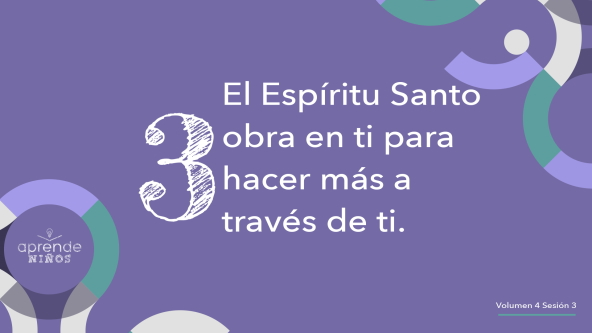 3
El Espíritu Santo
obra en ti para
hacer más a
través de ti.
aprende
NIÑOS
Volumen 4 Sesión 3